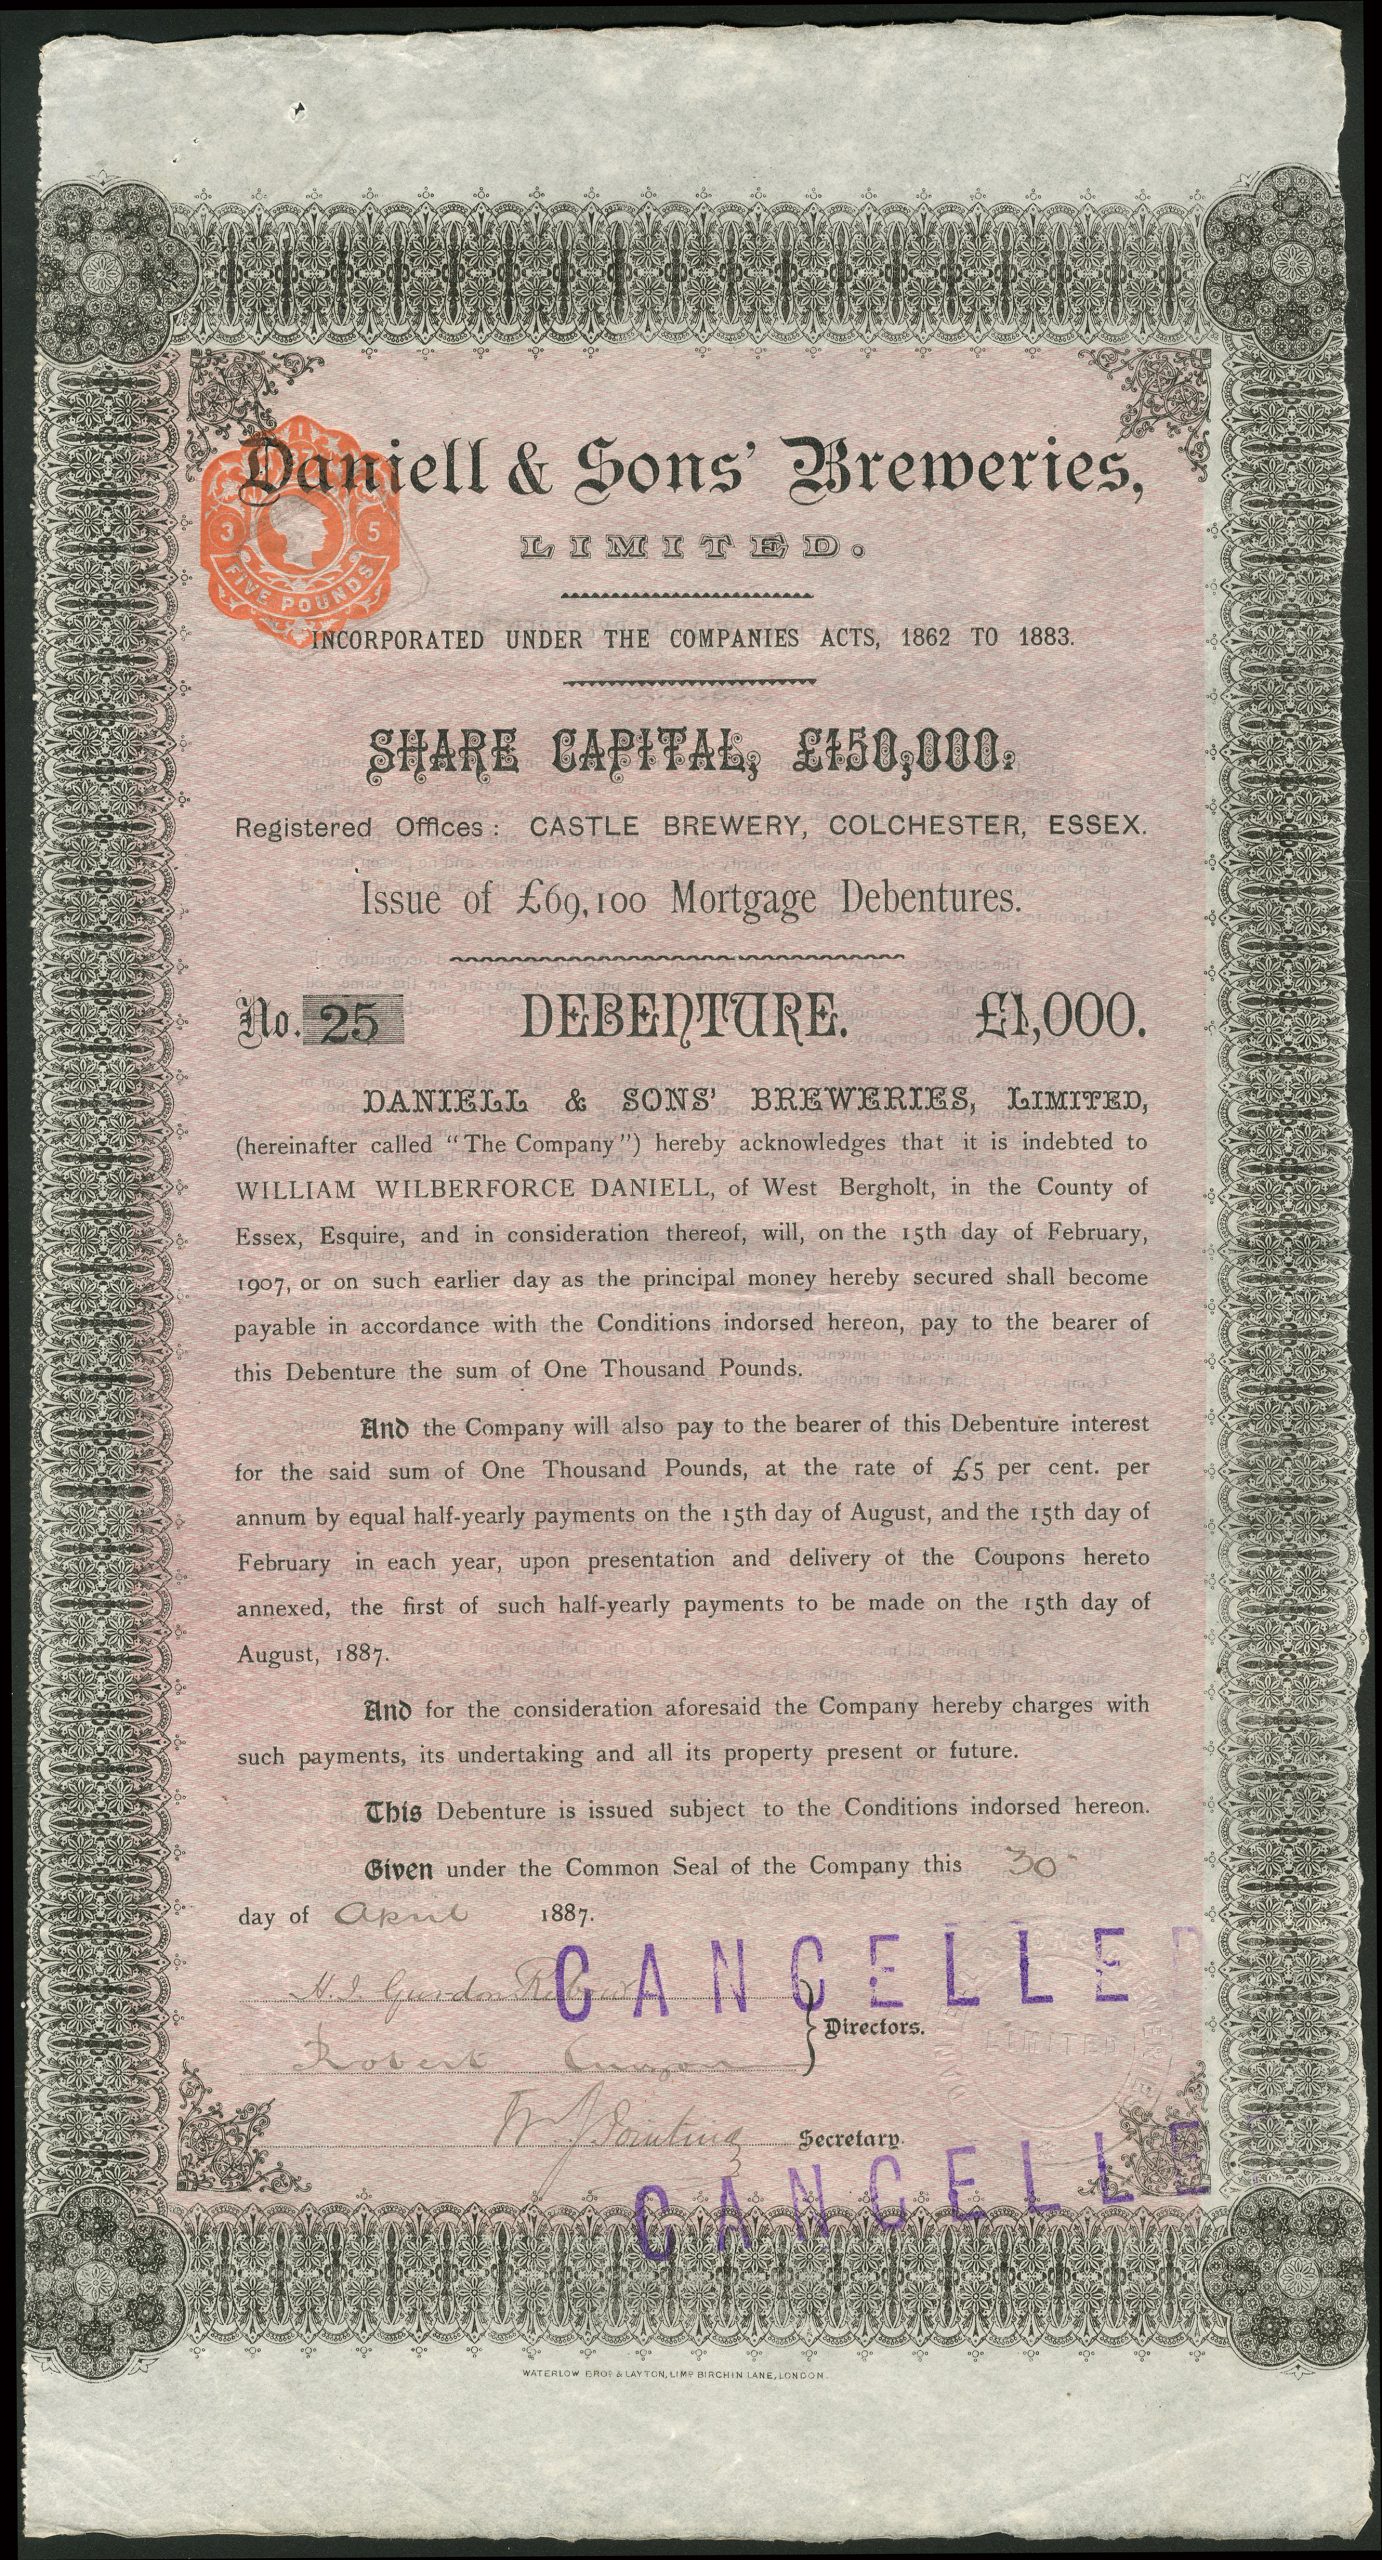 Daniell & Sons' Breweries,
LIMITED.
3 5
FIVE POUNDS
INCORPORATED UNDER THE COMPANIES ACTS, 1862 TO 1883.
SHARE CAPITAL, £150,000.
Registered Offices: CASTLE BREWERY, COLCHESTER, ESSEX.
Issue of £69,100 Mortgage Debentures.
No. 25 DEBENTURE. £1,000.
DANIELL & SONS' BREWERIES, LIMITED,
(hereinafter called "The Company") hereby acknowledges that it is indebted to
WILLIAM WILBERFORCE DANIELL, of West Bergholt, in the County of
Essex, Esquire, and in consideration thereof, will, on the 15th day of February,
1907, or on such earlier day as the principal money hereby secured shall become
payable in accordance with the Conditions indorsed hereon, pay to the bearer of
this Debenture the sum of One Thousand Pounds.
And the Company will also pay to the bearer of this Debenture interest
for the said sum of One Thousand Pounds, at the rate of £5 per cent. per
annum by equal half-yearly payments on the 15th day of August, and the 15th day of
February in each year, upon presentation and delivery of the Coupons hereto
annexed, the first of such half-yearly payments to be made on the 15th day of
August, 1887.
And for the consideration aforesaid the Company hereby charges with
such payments, its undertaking and all its property present or future.
This Debenture is issued subject to the Conditions indorsed hereon.
Given under the Common Seal of the Company this 30
day of April 1887.
CANCELLED
H. Gurdon
Directors.
LIMITED
Robert
W Pointing
Secretary.
CANCELLE
WATERLOW BROS & LAYTON, LIMD BIRCHIN LANE, LONDON.